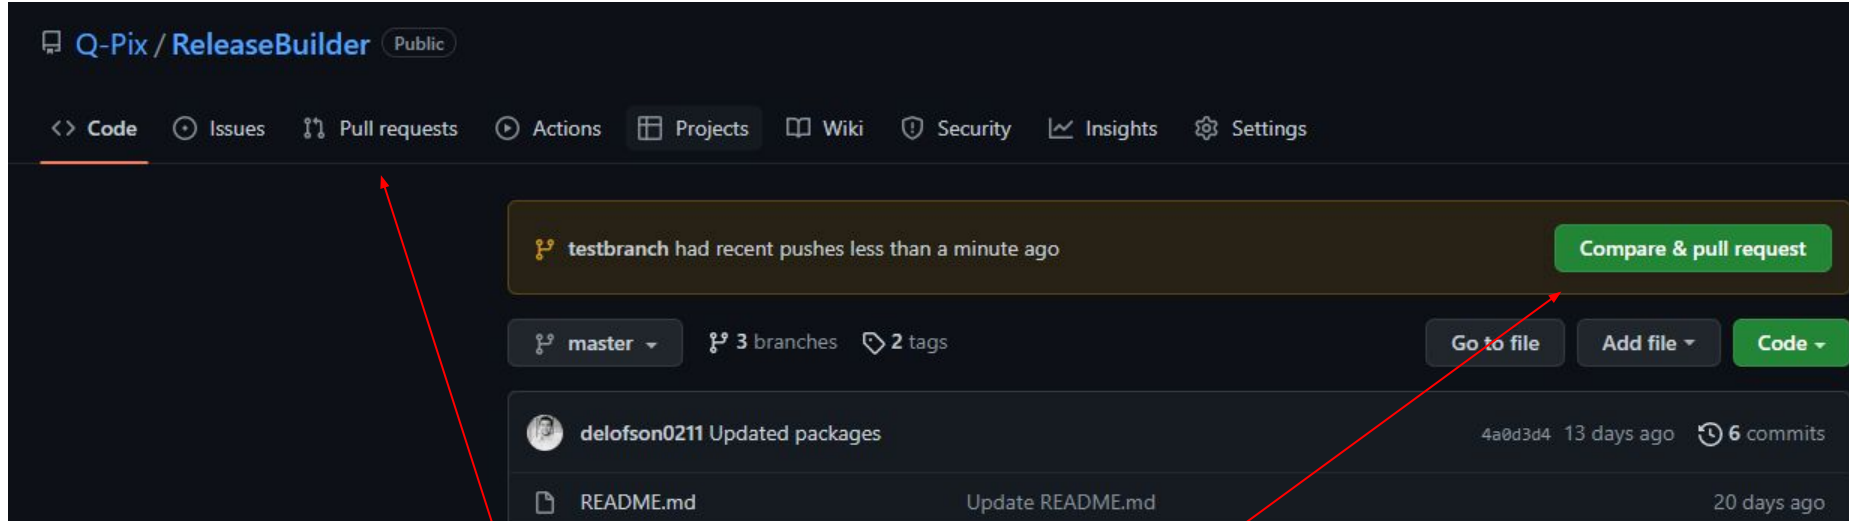 Q-Pix / ReleaseBuilder Public
<> Code Issues Pull requests Actions Projects Wiki Security Insights Settings
testbranch had recent pushes less than a minute ago Compare & pull request
master 3 branches 2 tags Go to file Add file Code
delofson0211 Updated packages 4a0d3d4 13 days ago 6 commits
README.md Update README.md 20 days ago